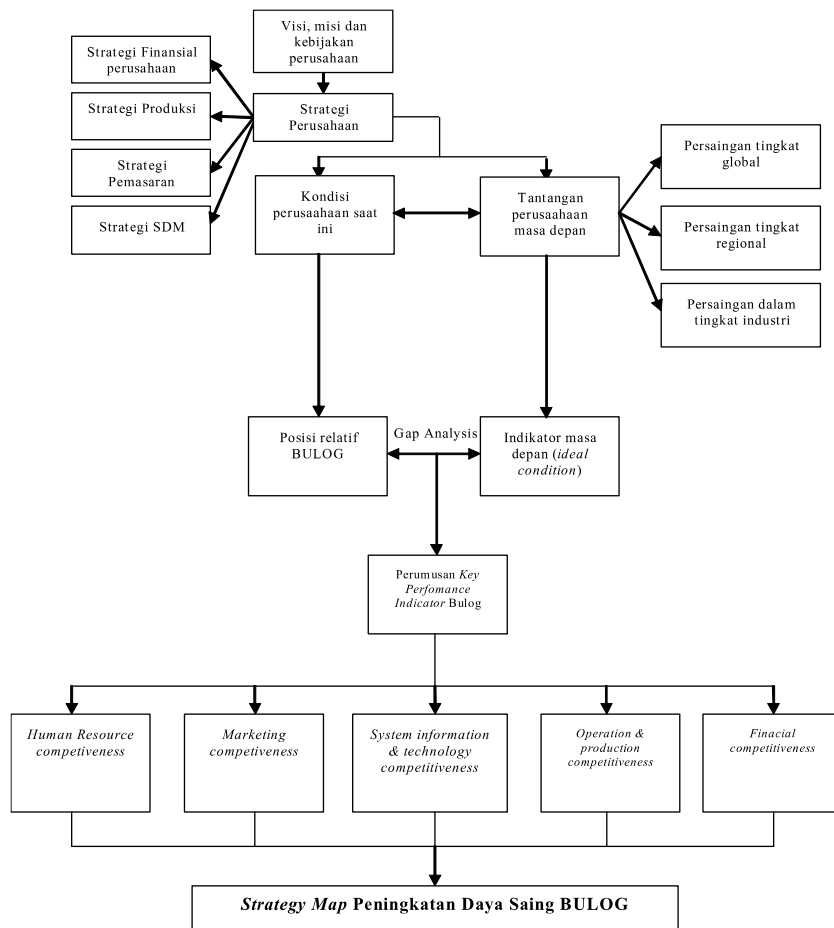 Visi, misi dan
kebijakan
perusahaan
Strategi Finansial
perusahaan
Strategi Produksi
Strategi
Pemasaran
Strategi SDM
Strategi
Perusahaan
Kondisi
perusaahaan saat
ini
Tantangan
perusaahaan
masa depan
Persaingan tingkat
global
Persaingan tingkat
regional
Persaingan dalam
tingkat industri
Posisi relatif
BULOG
Gap Analysis
Indikator masa
depan (ideal
condition)
Perumusan Key
Perfomance
Indicator Bulog
Human Resource
competiveness
Marketing
competiveness
System information
& technology
competitiveness
Operation &
production
competitiveness
Finacial
competitiveness
Strategy Map Peningkatan Daya Saing BULOG